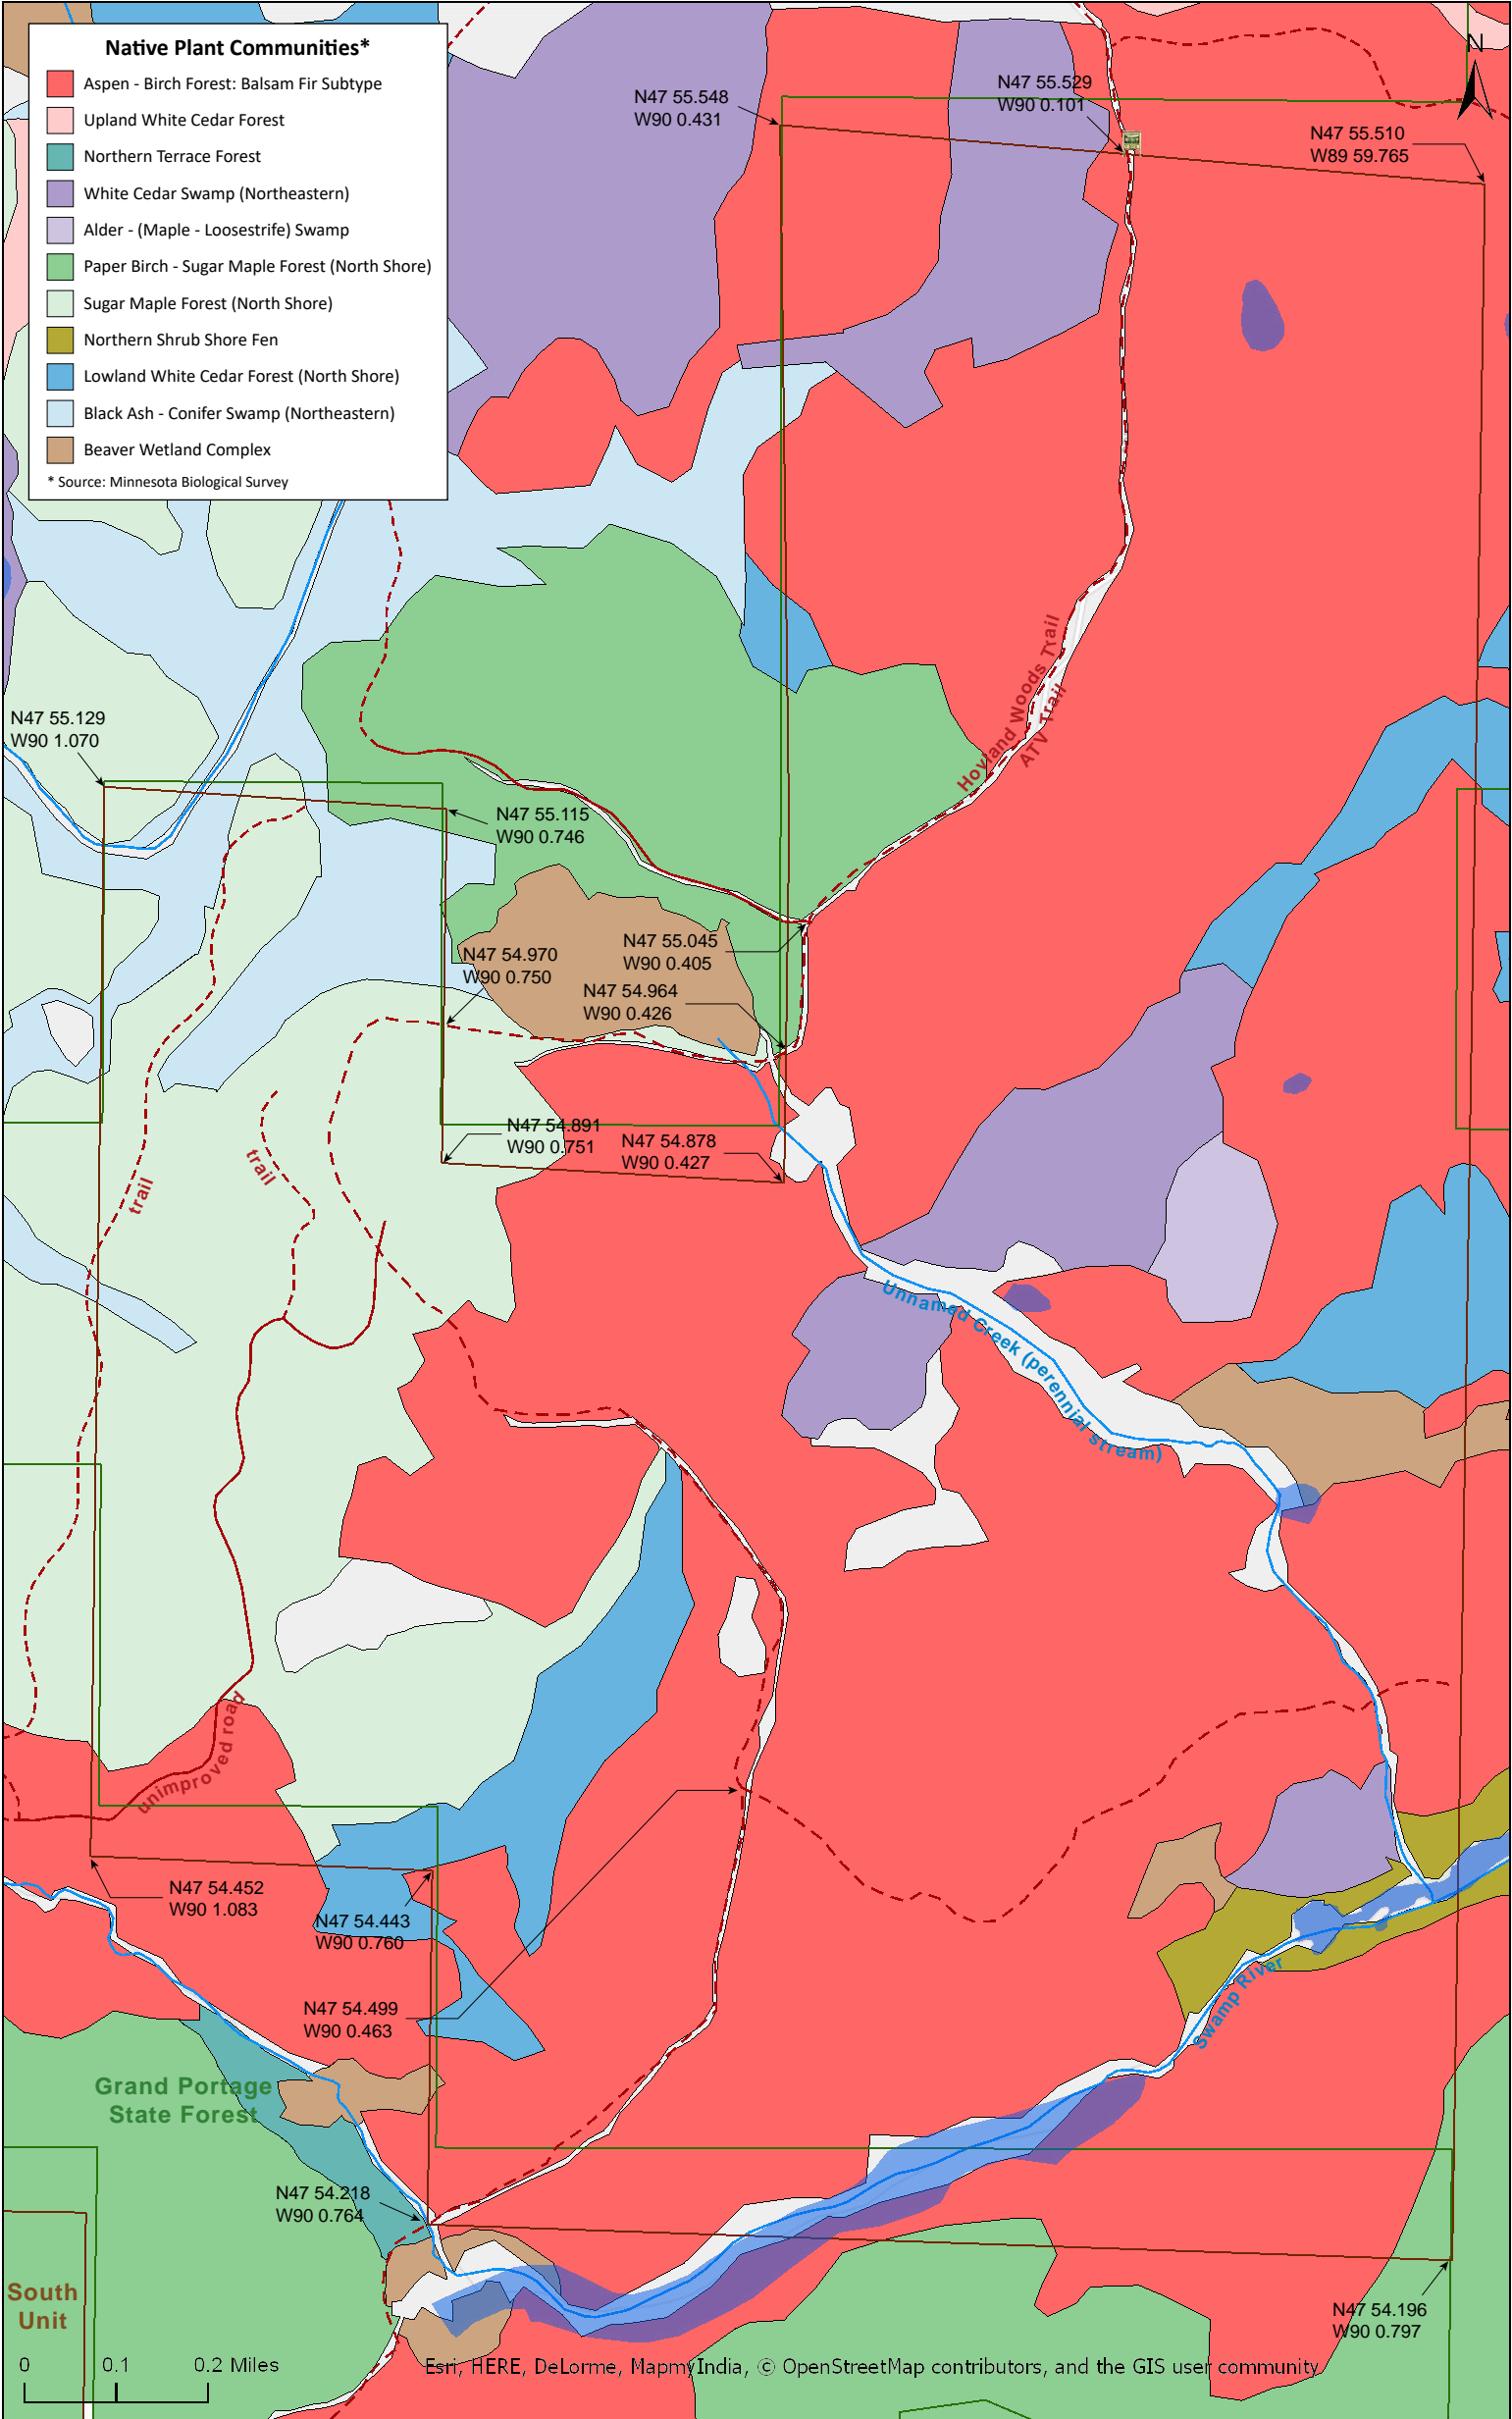 Native Plant Communities*
Aspen - Birch Forest: Balsam Fir Subtype
Upland White Cedar Forest
Northern Terrace Forest
White Cedar Swamp (Northeastern)
Alder - (Maple - Loosestrife) Swamp
Paper Birch - Sugar Maple Forest (North Shore)
Sugar Maple Forest (North Shore)
Northern Shrub Shore Fen
Lowland White Cedar Forest (North Shore)
Black Ash - Conifer Swamp (Northeastern)
Beaver Wetland Complex
* Source: Minnesota Biological Survey
N
N47 55.548
W90 0.431
N47 55.529
W90 0.101
N47 55.510
W89 59.765
Hovland Woods Trail
ATV Trail
N47 55.129
W90 1.070
N47 55.115
W90 0.746
N47 55.045
W90 0.405
N47 54.970
W90 0.750
N47 54.964
W90 0.426
N47 54.891
W90 0.751
N47 54.878
W90 0.427
trail
trail
Unnamed Creek (perennial stream)
unimproved road
N47 54.452
W90 1.083
N47 54.443
W90 0.760
N47 54.499
W90 0.463
Swamp River
Grand Portage
State Forest
N47 54.218
W90 0.764
South
Unit
N47 54.196
W90 0.797
0 0.1 0.2 Miles
Esri, HERE, DeLorme, MapmyIndia, © OpenStreetMap contributors, and the GIS user community